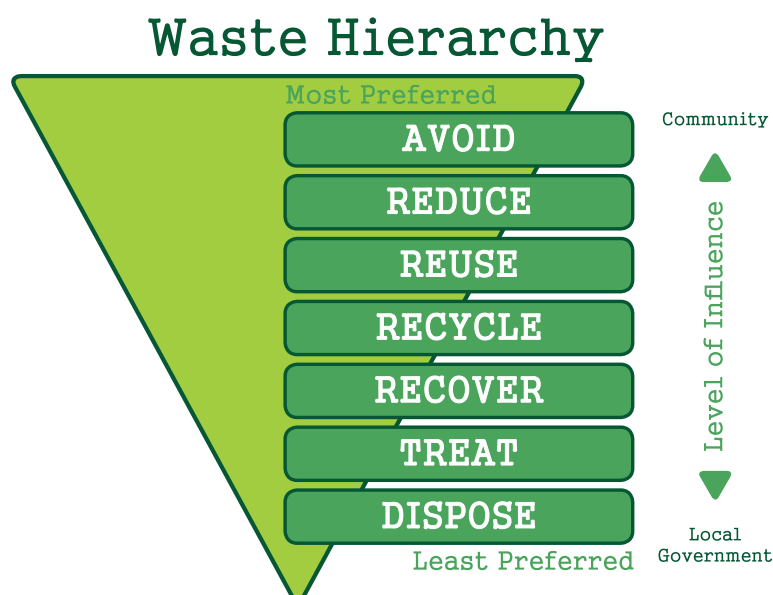 Waste Hierarchy
Most Preferred
AVOID
REDUCE
REUSE
RECYCLE
RECOVER
TREAT
DISPOSE
Least Preferred
Community
Level of Influence
Local
Government